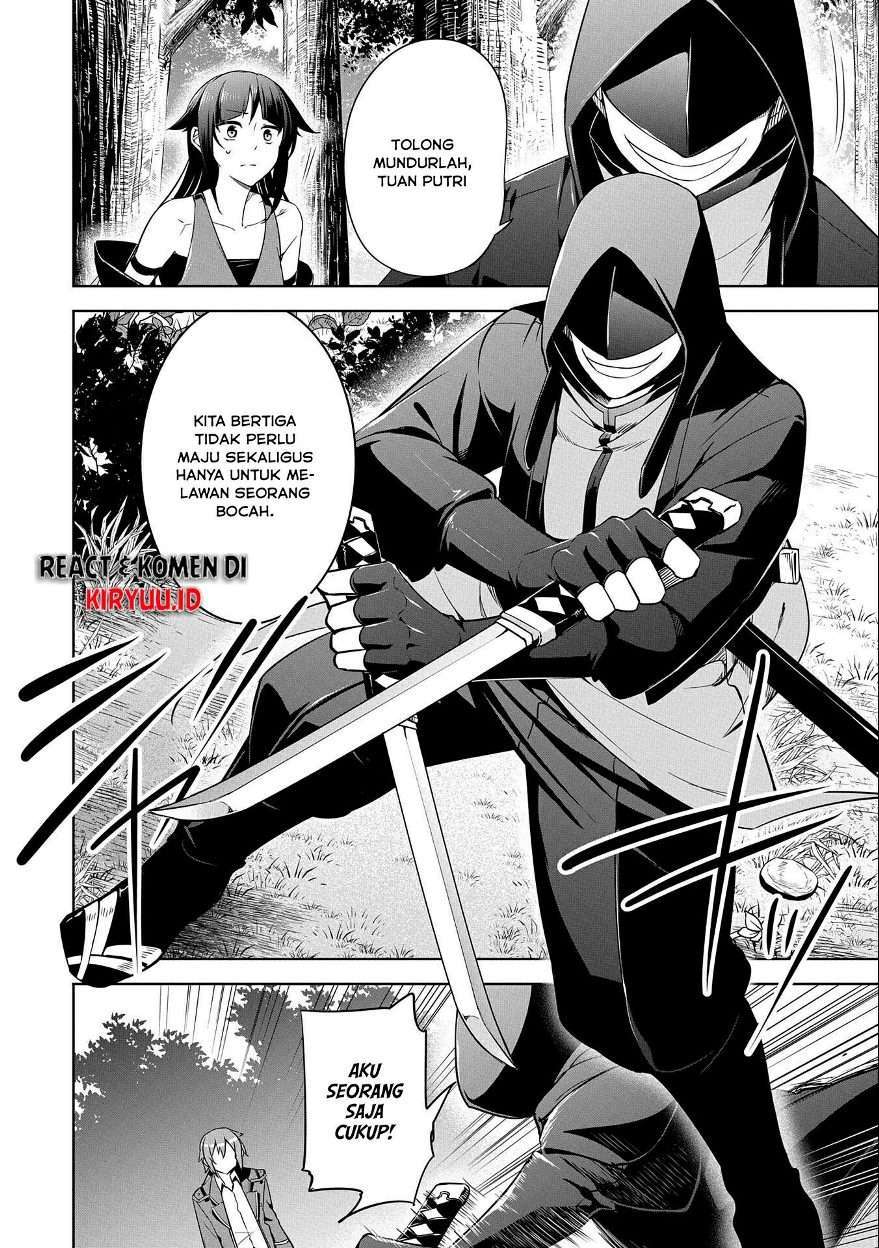 TOLONG
MUNDURLAH,
TUAN PUTRI
KITA BERTIGA
TIDAK PERLU
MAJU SEKALIGUS
HANYA UNTUK ME-
LAWAN SEORANG
BOCAH.
REACT & KOMEN DI
KIRYUU.ID
AKU
SEORANG
SAJA
CUKUP!